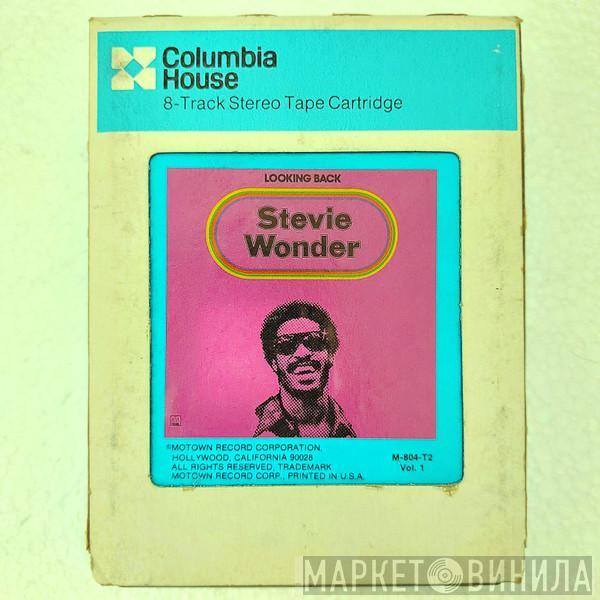 Columbia
House
8-Track Stereo Tape Cartridge
LOOKING BACK
Stevie
Wonder
©MOTOWN RECORD CORPORATION,
HOLLYWOOD, CALIFORNIA 90028
ALL RIGHTS RESERVED, TRADEMARK
MOTOWN RECORD CORP., PRINTED IN U.S.A.
M-804-T2
Vol. 1
МАРКЕТ ВИНИЛА